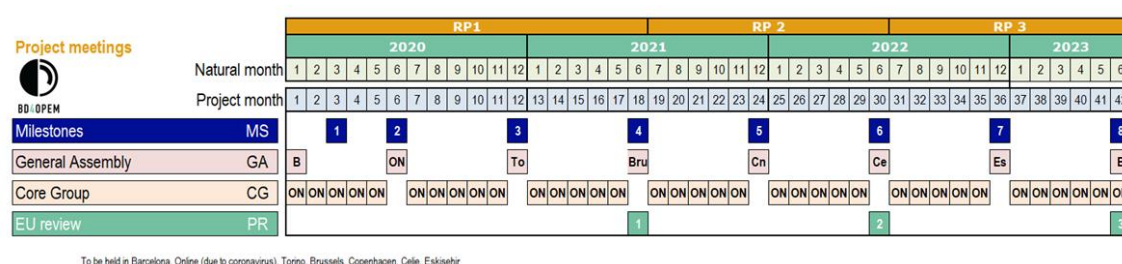 RP1 RP 2 RP 3
Project meetings 2020 2021 2022 2023
Natural month 1 2 3 4 5 6 7 8 9 10 11 12 1 2 3 4 5 6 7 8 9 10 11 12 1 2 3 4 5 6 7 8 9 10 11 12 1 2 3 4 5 6
BD4OPEM Project month 1 2 3 4 5 6 7 8 9 10 11 12 13 14 15 16 17 18 19 20 21 22 23 24 25 26 27 28 29 30 31 32 33 34 35 36 37 38 39 40 41
Milestones MS 1 2 3 4 5 6 7 8
General Assembly GA B ON To Bru Cn Ce Es
Core Group CG ON ON ON ON ON ON ON ON ON ON ON ON ON ON ON ON ON ON ON ON ON ON ON ON ON ON ON ON ON ON ON ON ON ON ON
EU review PR 1 2 3
To be held in Barcelona, Online (due to coronavirus), Torino, Brussels, Copenhagen, Celje, Eskisehir